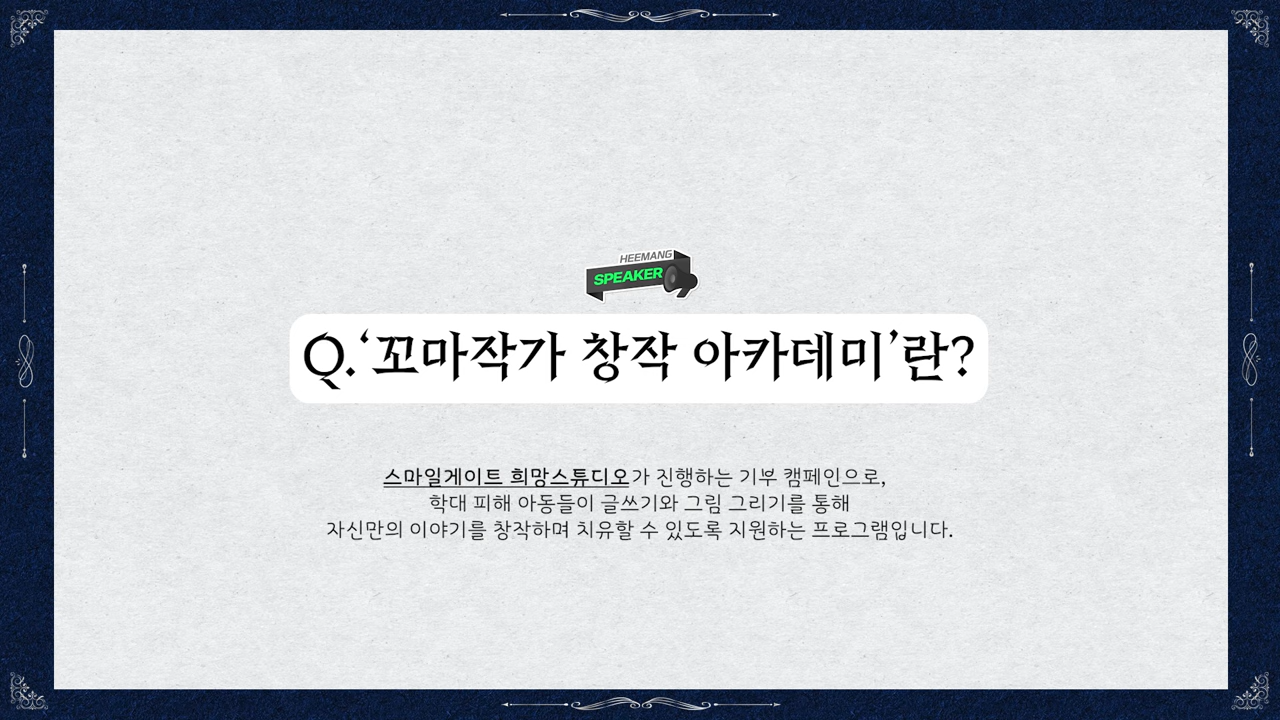 HEEMANG
SPEAKER
Q.‘꼬마작가 창작 아카데미’란?
스마일게이트 희망스튜디오가 진행하는 기부 캠페인으로,
학대 피해 아동들이 글쓰기와 그림 그리기를 통해
자신만의 이야기를 창작하며 치유할 수 있도록 지원하는 프로그램입니다.